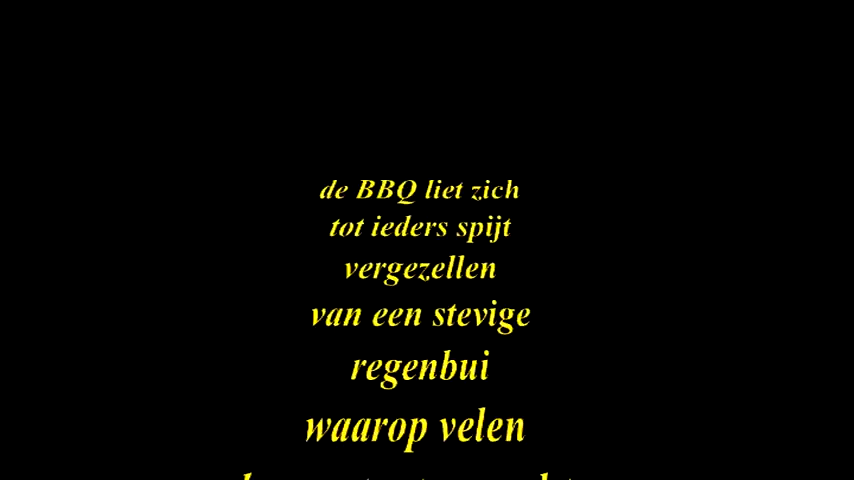 de BBQ liet zich
tot ieders spijt
vergezellen
van een stevige
regenbui
waarop velen